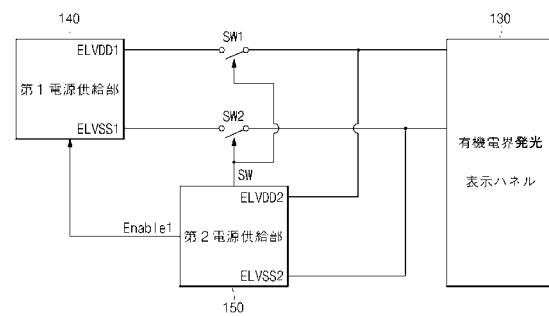 140
130
SW1
ELVDD1
第1電源供給部
SW2
ELVSS1
有機電界発光
表示パネル
SW
ELVDD2
Enable1
第2電源供給部
ELVSS2
150